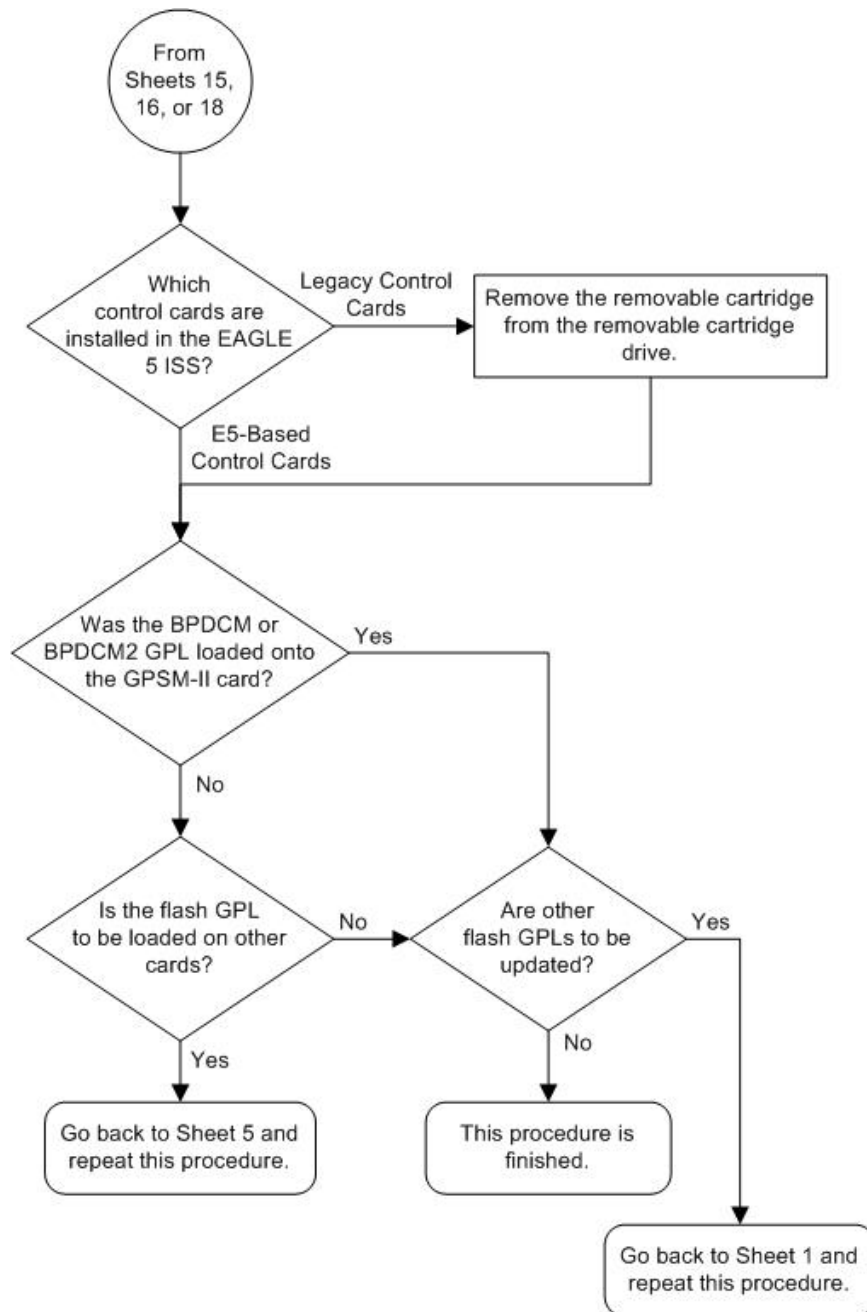 From
Sheets 15,
16, or 18
Which
control cards are
installed in the EAGLE
5 ISS?
Legacy Control
Cards
Remove the removable cartridge
from the removable cartridge
drive.
E5-Based
Control Cards
Was the BPDCM or
BPDCM2 GPL loaded onto
the GPSM-II card?
Yes
No
Is the flash GPL
to be loaded on other
cards?
No
Are other
flash GPLs to be
updated?
Yes
Yes
No
Go back to Sheet 5 and
repeat this procedure.
This procedure is
finished.
Go back to Sheet 1 and
repeat this procedure.